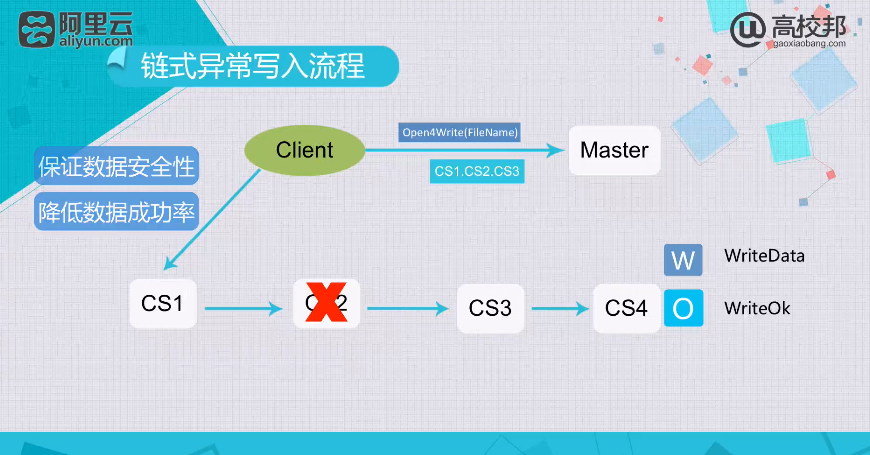 阿里云
aliyun.com
高校邦
gaoxiaobang.com
链式异常写入流程
Open4Write(FileName)
Client
Master
CS1.CS2.CS3
保证数据安全性
降低数据成功率
W WriteData
CS1
CS3
CS4
O WriteOk